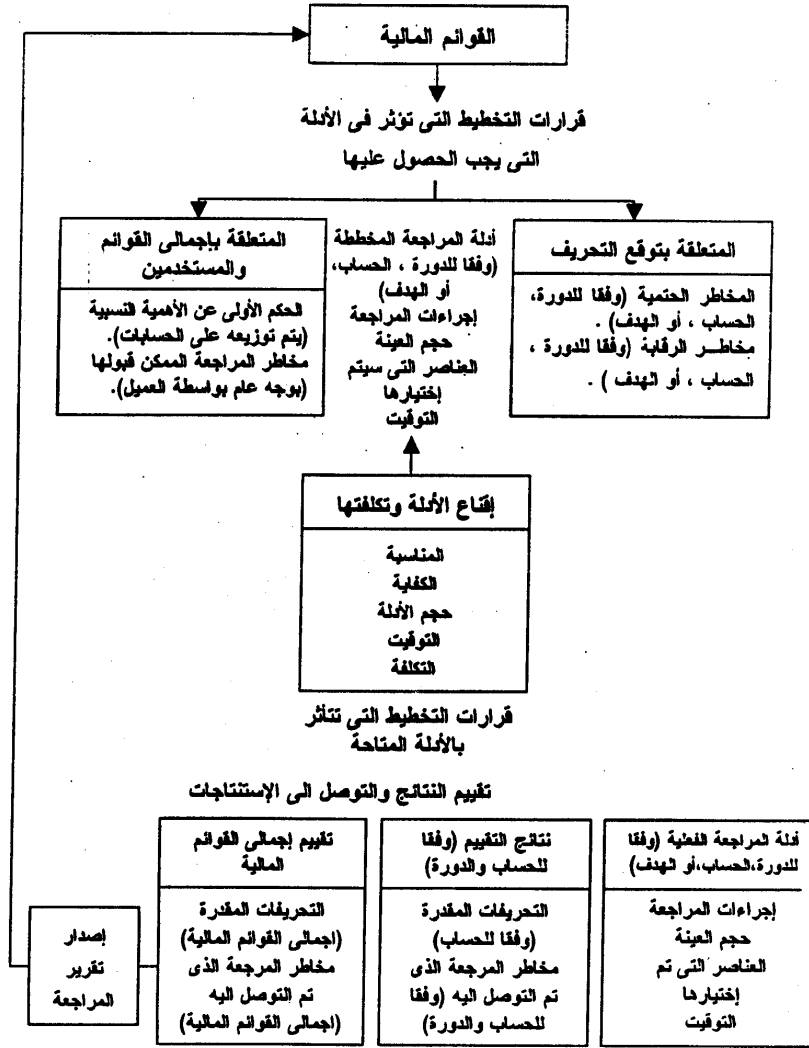 القوائم المالية
قرارات التخطيط التى تؤثر فى الأدلة
التى يجب الحصول عليها
المتعلقة بتوقع التحريف
المخاطر الحتمية (وفقا للدورة،
الحساب ، أو الهدف) .
مخاطـر الرقابة (وفقا للدورة ،
الحساب ، أو الهدف ) .
أدلة المراجعة المخططة
(وفقا للدورة ، الحساب،
أو الهدف)
إجراءات المراجعة
حجم العينة
العناصر التى سيتم
إختيارها
التوقيت
المتعلقة بإجمالى القوائم
والمستخدمين
الحكم الأولى عن الأهمية النسبية
(يتم توزيعه على الحسابات).
مخاطر المراجعة الممكن قبولها
(بوجه عام بواسطة العميل).
إقناع الأدلة وتكلفتها
المناسبة
الكفاية
حجم الأدلة
التوقيت
التكلفة
قرارات التخطيط التى تتأثر
بالأدلة المتاحة
تقييم النتائج والتوصل الى الإستنتاجات
أدلة المراجعة الفعلية (وفقا
للدورة،الحساب،أو الهدف)
إجراءات المراجعة
حجم العينة
العناصر التى تم
إختيارها
التوقيت
نتائج التقييم (وفقا
للحساب والدورة)
التحريفات المقدرة
(وفقا للحساب)
مخاطر المرجعة الذى
تم التوصل اليه (وفقا
للحساب والدورة)
تقييم إجمالى القوائم
المالية
التحريفات المقدرة
(اجمالى القوائم المالية)
مخاطر المرجعة الذى
تم التوصل اليه
(اجمالى القوائم المالية)
إصدار
تقرير
المراجعة